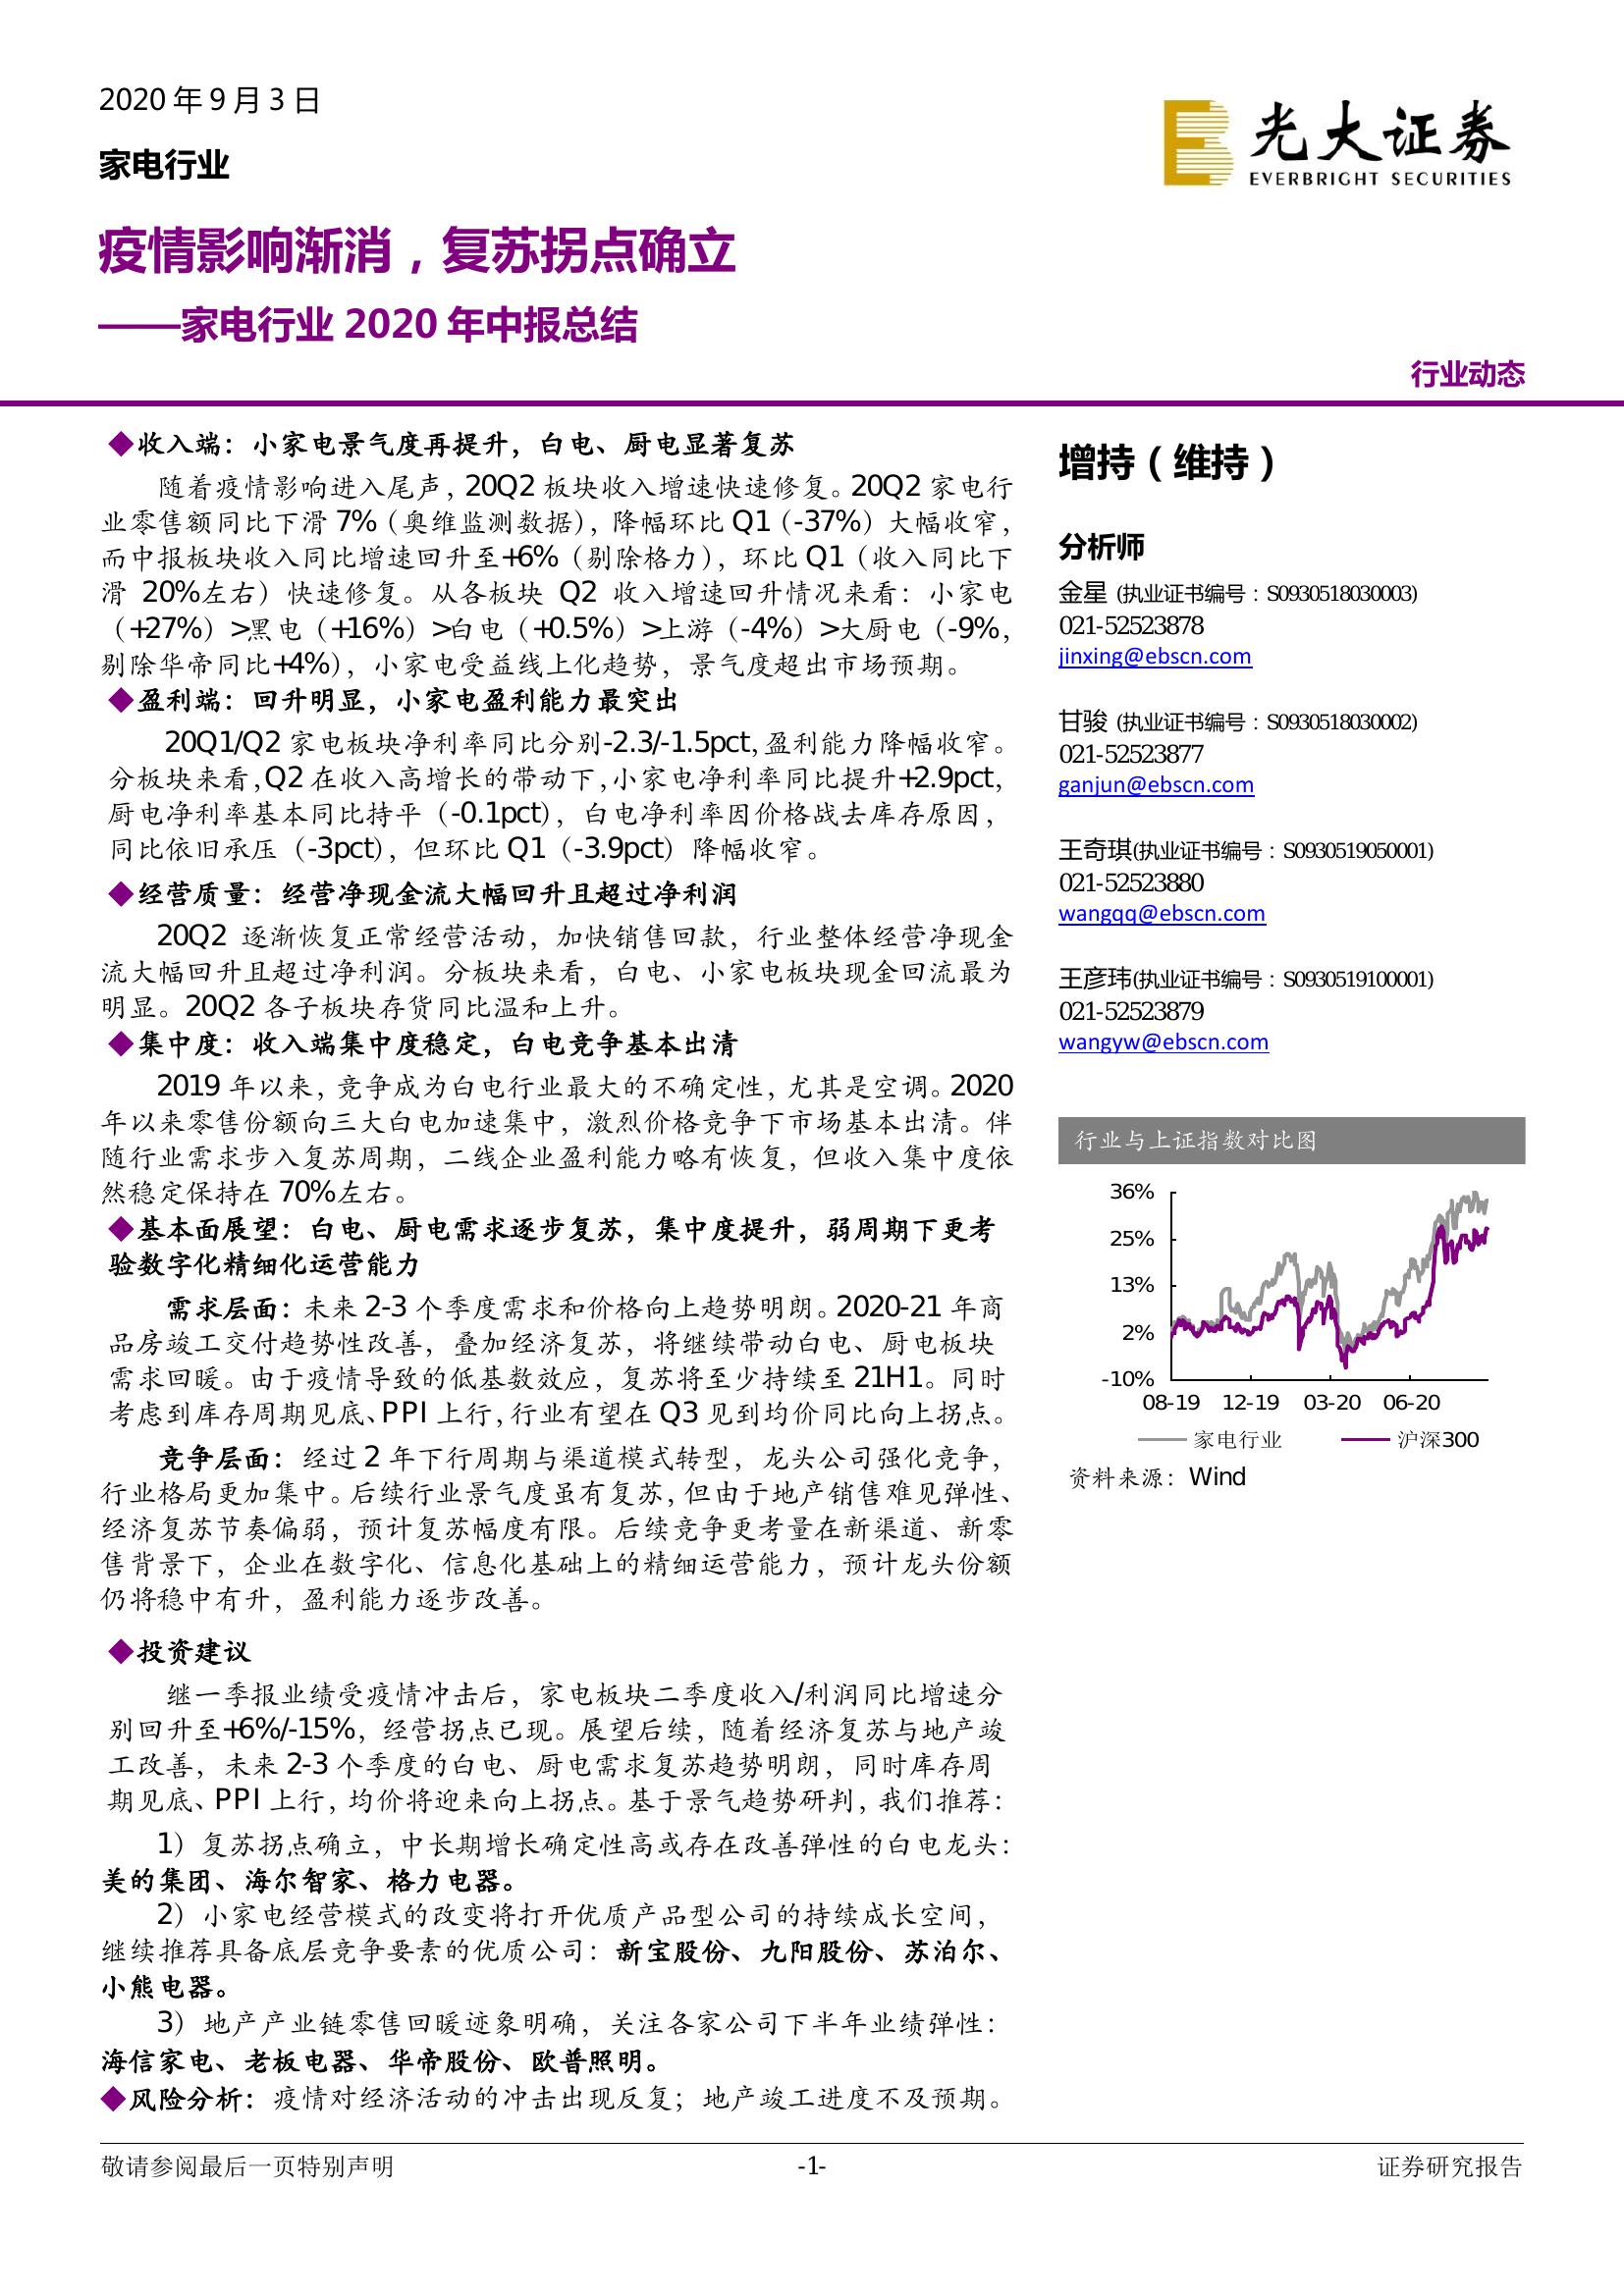 2020 年 9 月 3 日
家电行业
光大证券
EVERBRIGHT SECURITIES
疫情影响渐消，复苏拐点确立
——家电行业 2020 年中报总结
行业动态
◆收入端：小家电景气度再提升，白电、厨电显著复苏
随着疫情影响进入尾声，20Q2 板块收入增速快速修复。20Q2 家电行
业零售额同比下滑 7%（奥维监测数据），降幅环比 Q1（-37%）大幅收窄，
而中报板块收入同比增速回升至+6%（剔除格力），环比 Q1（收入同比下
滑 20%左右）快速修复。从各板块 Q2 收入增速回升情况来看：小家电
（+27%）>黑电（+16%）>白电（+0.5%）>上游（-4%）>大厨电（-9%，
剔除华帝同比+4%），小家电受益线上化趋势，景气度超出市场预期。
◆盈利端：回升明显，小家电盈利能力最突出
20Q1/Q2 家电板块净利率同比分别-2.3/-1.5pct，盈利能力降幅收窄。
分板块来看，Q2 在收入高增长的带动下，小家电净利率同比提升+2.9pct，
厨电净利率基本同比持平（-0.1pct），白电净利率因价格战去库存原因，
同比依旧承压（-3pct），但环比 Q1（-3.9pct）降幅收窄。
◆经营质量：经营净现金流大幅回升且超过净利润
20Q2 逐渐恢复正常经营活动，加快销售回款，行业整体经营净现金
流大幅回升且超过净利润。分板块来看，白电、小家电板块现金回流最为
明显。20Q2 各子板块存货同比温和上升。
◆集中度：收入端集中度稳定，白电竞争基本出清
2019 年以来，竞争成为白电行业最大的不确定性，尤其是空调。2020
年以来零售份额向三大白电加速集中，激烈价格竞争下市场基本出清。伴
随行业需求步入复苏周期，二线企业盈利能力略有恢复，但收入集中度依
然稳定保持在 70%左右。
◆基本面展望：白电、厨电需求逐步复苏，集中度提升，弱周期下更考
验数字化精细化运营能力
需求层面：未来 2-3 个季度需求和价格向上趋势明朗。2020-21 年商
品房竣工交付趋势性改善，叠加经济复苏，将继续带动白电、厨电板块
需求回暖。由于疫情导致的低基数效应，复苏将至少持续至 21H1。同时
考虑到库存周期见底、PPI 上行，行业有望在 Q3 见到均价同比向上拐点。
竞争层面：经过 2 年下行周期与渠道模式转型，龙头公司强化竞争，
行业格局更加集中。后续行业景气度虽有复苏，但由于地产销售难见弹性、
经济复苏节奏偏弱，预计复苏幅度有限。后续竞争更考量在新渠道、新零
售背景下，企业在数字化、信息化基础上的精细运营能力，预计龙头份额
仍将稳中有升，盈利能力逐步改善。
◆投资建议
继一季报业绩受疫情冲击后，家电板块二季度收入/利润同比增速分
别回升至+6%/-15%，经营拐点已现。展望后续，随着经济复苏与地产竣
工改善，未来 2-3 个季度的白电、厨电需求复苏趋势明朗，同时库存周
期见底、PPI 上行，均价将迎来向上拐点。基于景气趋势研判，我们推荐：
1）复苏拐点确立，中长期增长确定性高或存在改善弹性的白电龙头：
美的集团、海尔智家、格力电器。
2）小家电经营模式的改变将打开优质产品型公司的持续成长空间，
继续推荐具备底层竞争要素的优质公司：新宝股份、九阳股份、苏泊尔、
小熊电器。
3）地产产业链零售回暖迹象明确，关注各家公司下半年业绩弹性：
海信家电、老板电器、华帝股份、欧普照明。
◆风险分析：疫情对经济活动的冲击出现反复；地产竣工进度不及预期。
增持（维持）
分析师
金星 (执业证书编号：S0930518030003)
021-52523878
jinxing@ebscn.com
甘骏 (执业证书编号：S0930518030002)
021-52523877
ganjun@ebscn.com
王奇琪(执业证书编号：S0930519050001)
021-52523880
wangqq@ebscn.com
王彦玮(执业证书编号：S0930519100001)
021-52523879
wangyw@ebscn.com
行业与上证指数对比图
36%
25%
13%
2%
-10%
08-19 12-19 03-20 06-20
家电行业 沪深300
资料来源：Wind
敬请参阅最后一页特别声明 -1- 证券研究报告